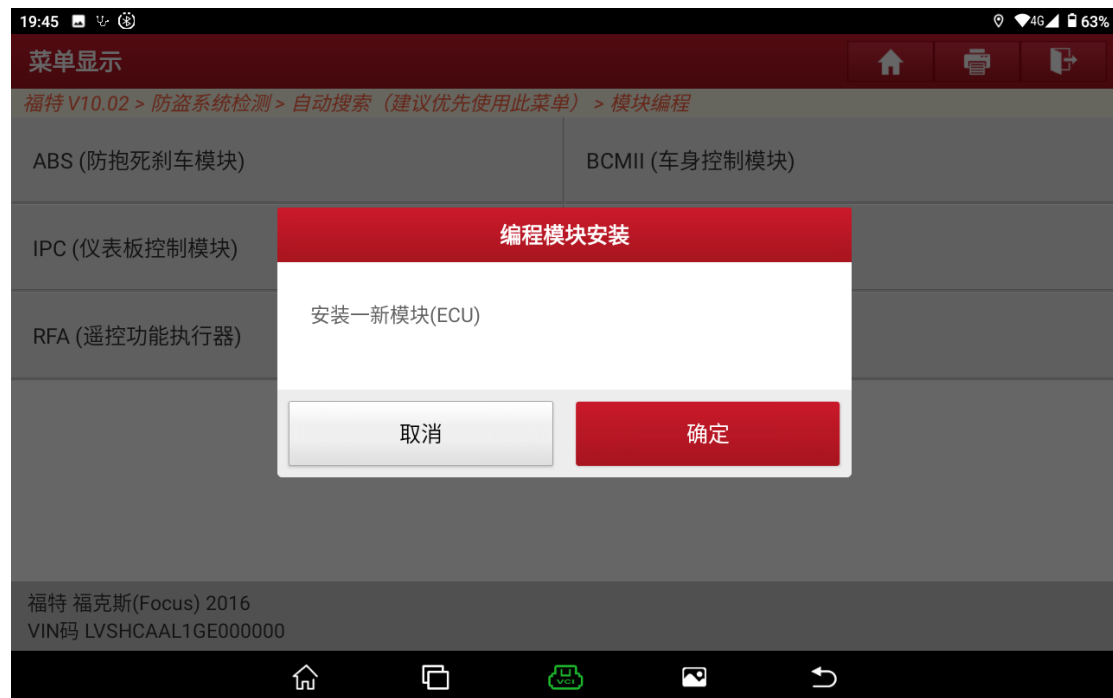 19:45
4G
63%
菜单显示
福特 V10.02 > 防盗系统检测 > 自动搜索（建议优先使用此菜单） > 模块编程
ABS (防抱死刹车模块)
BCMII (车身控制模块)
编程模块安装
IPC (仪表板控制模块)
安装一新模块(ECU)
RFA (遥控功能执行器)
取消
确定
福特 福克斯(Focus) 2016
VIN码 LVSHCAAL1GE000000
VCI